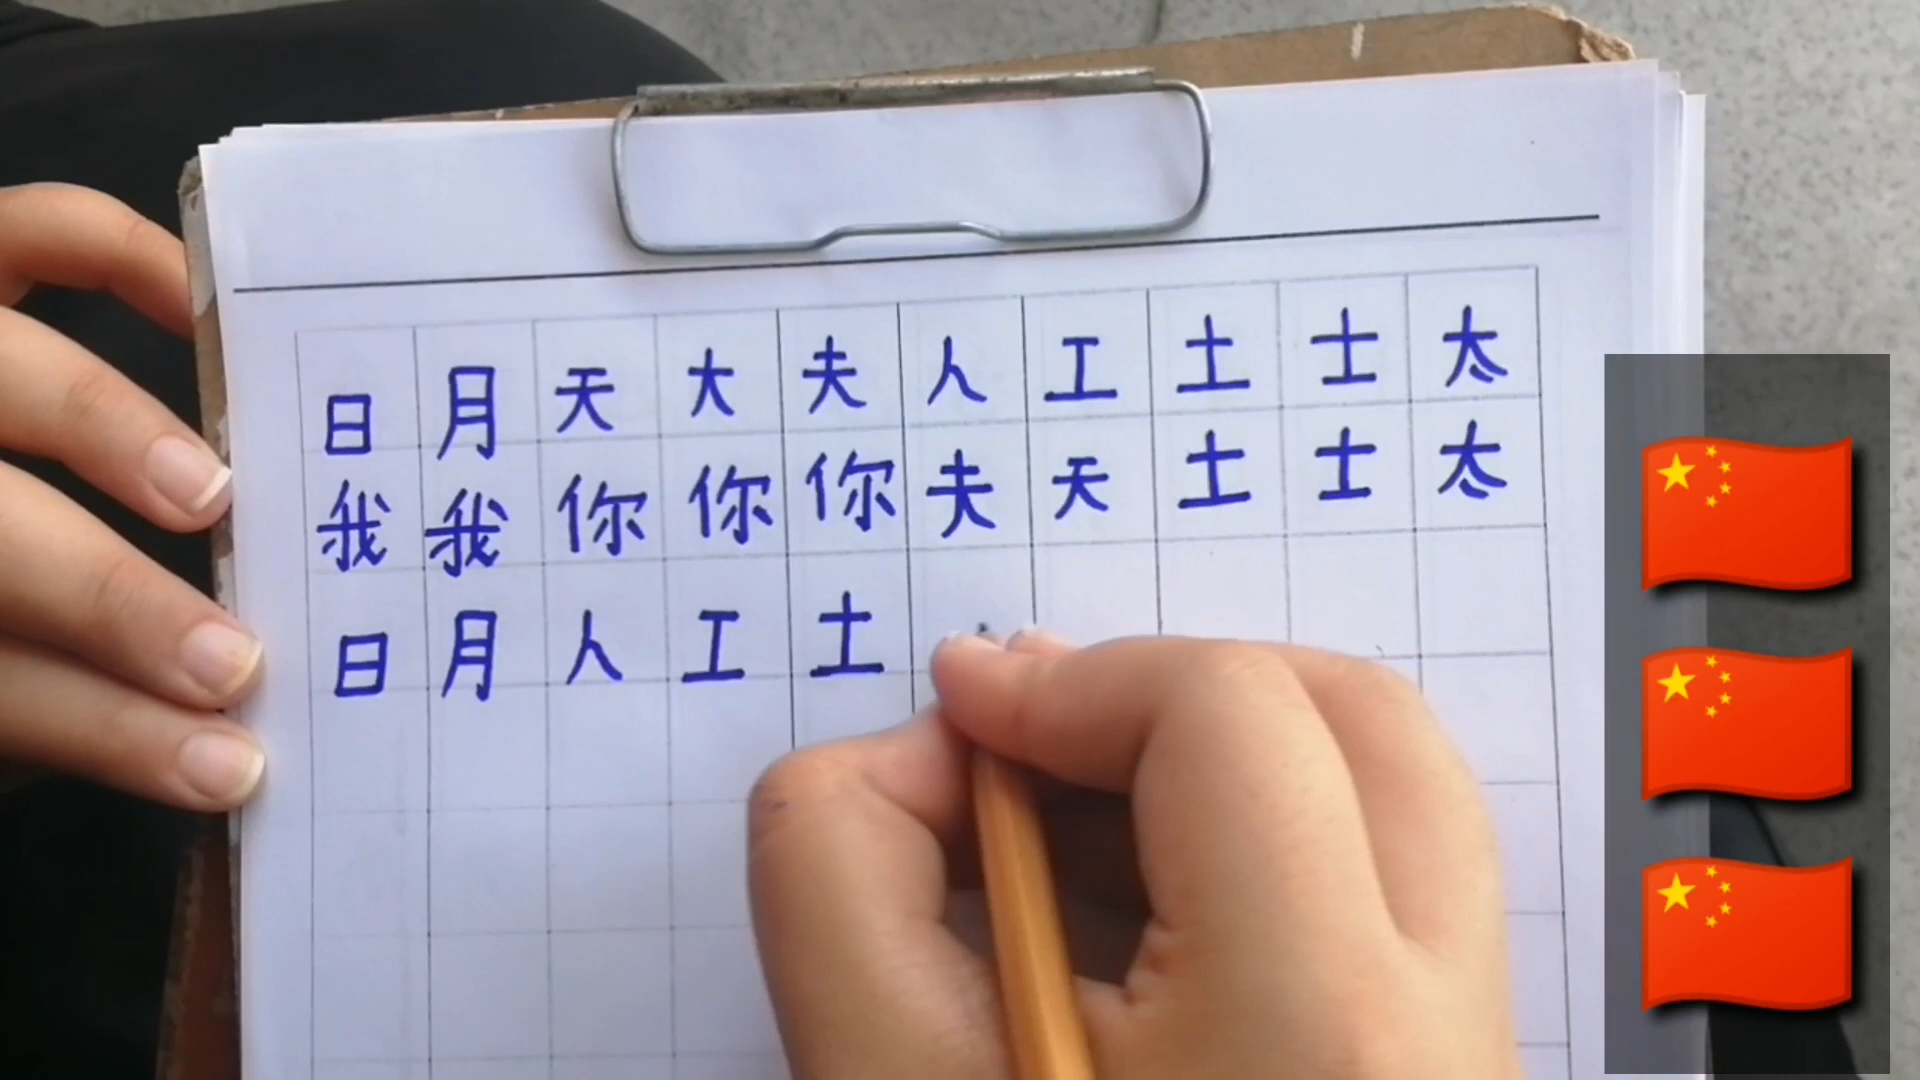 日 月 天 大 夫 人 工 土 士 太
我 我 你 你 你 夫 天 土 士 太
日 月 人 工 土